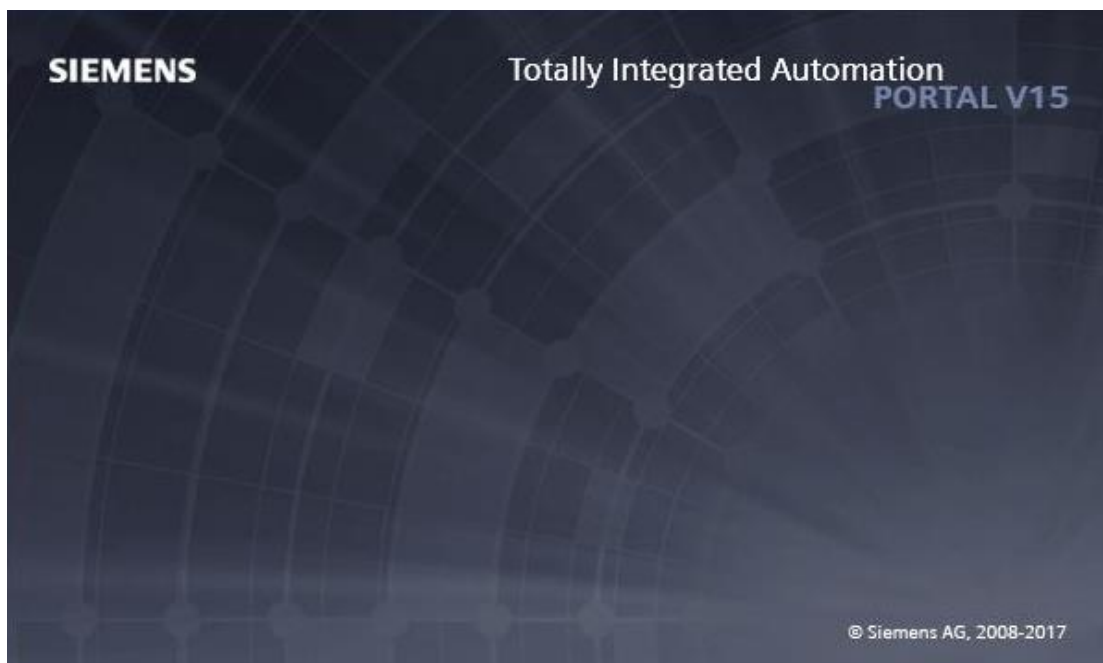 SIEMENS
Totally Integrated Automation
PORTAL V15
© Siemens AG, 2008-2017